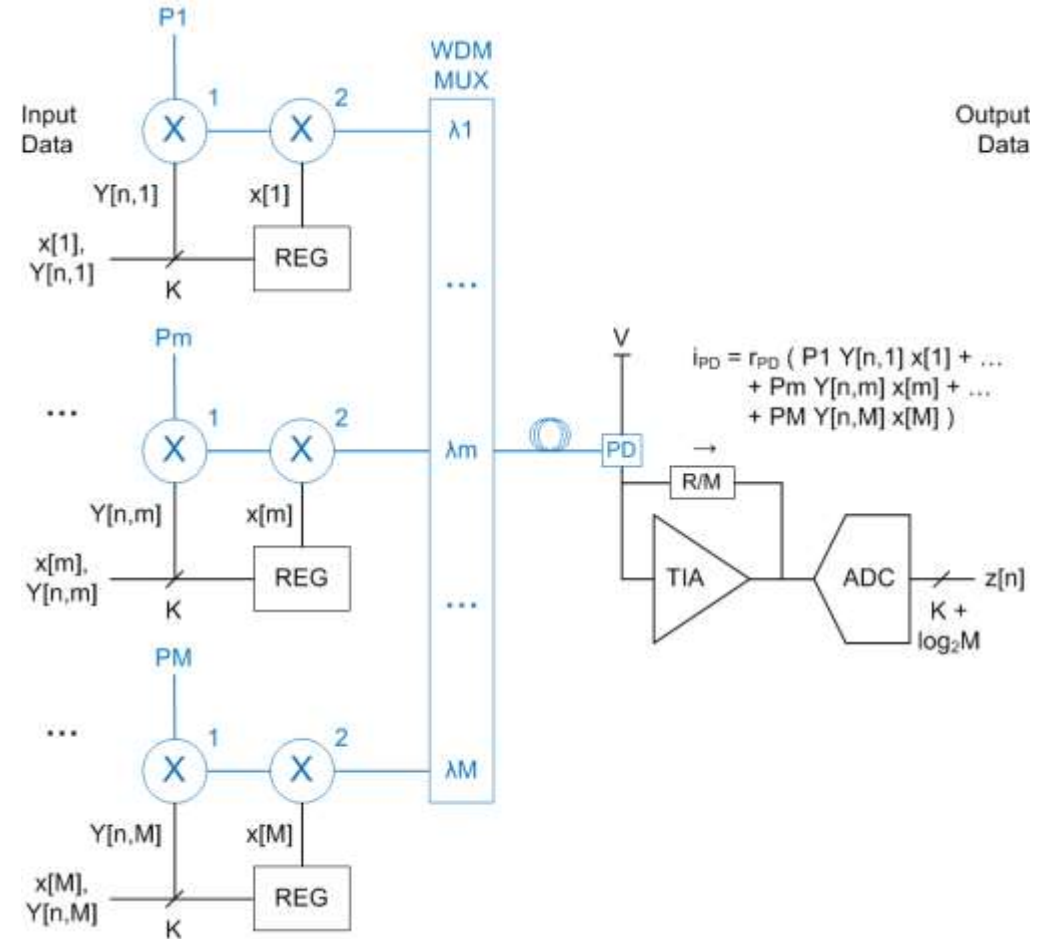 P1
WDM
MUX
1
2
Input
Data
X
X
λ1
Output
Data
Y[n,1]
x[1]
x[1],
Y[n,1]
REG
K
...
Pm
V
iPD = rPD ( P1 Y[n,1] x[1] + ...
+ Pm Y[n,m] x[m] + ...
+ PM Y[n,M] x[M] )
...
1
2
X
X
λm
PD
→
R/M
Y[n,m]
x[m]
x[m],
Y[n,m]
REG
K
TIA
ADC
z[n]
K +
log₂M
...
PM
...
1
2
X
X
λM
Y[n,M]
x[M]
x[M],
Y[n,M]
REG
K